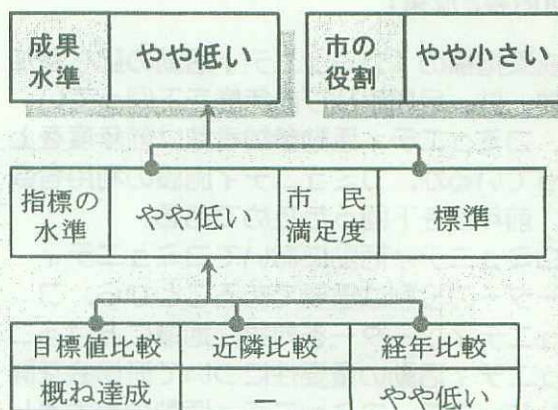 成果
水準
やや低い
市の
役割
やや小さい
指標の
水準
やや低い
市民
満足度
標準
目標値比較
近隣比較
経年比較
概ね達成
－
やや低い